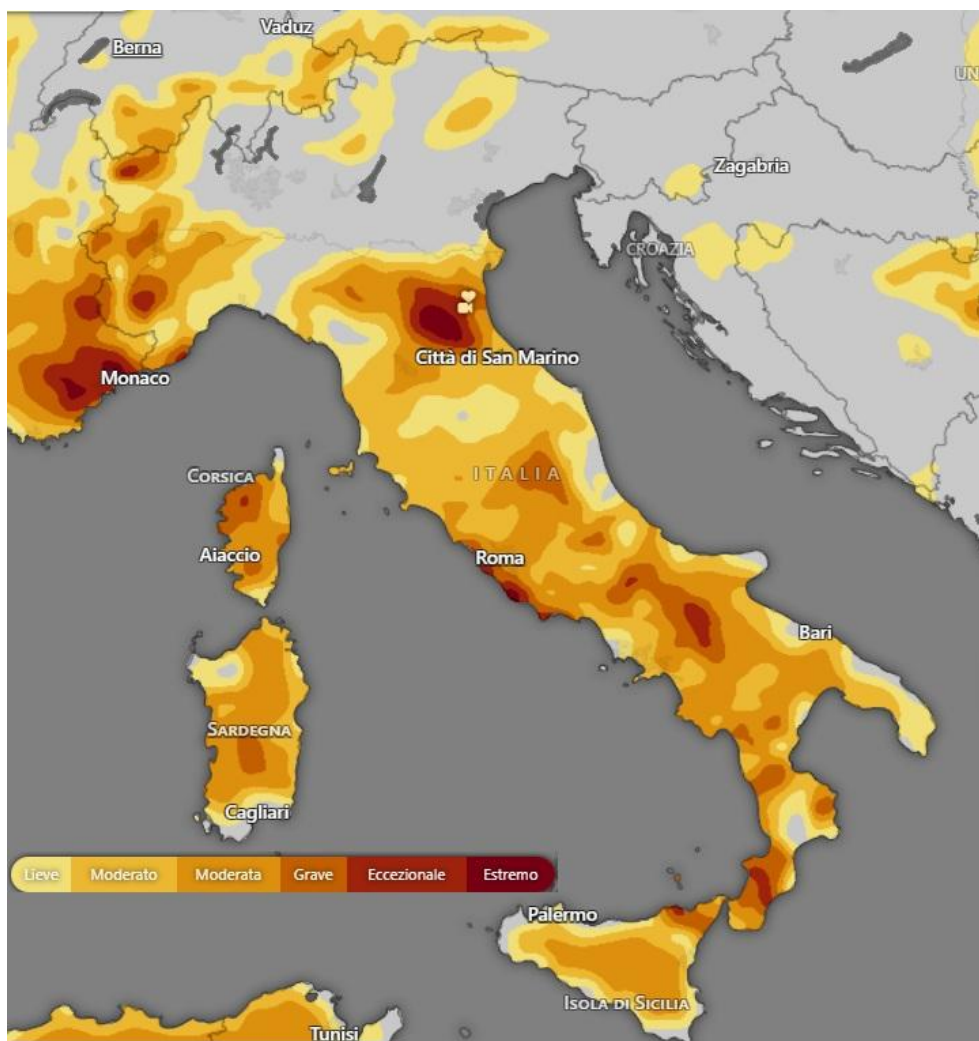 Vaduz
Berna
UN
Zagabria
CROAZIA
Città di San Marino
Monaco
ITALIA
CORSICA
Aiaccio
Roma
Bari
SARDEGNA
Cagliari
Lieve Moderato Moderata Grave Eccezionale Estremo
Palermo
ISOLA DI SICILIA
Tunisi